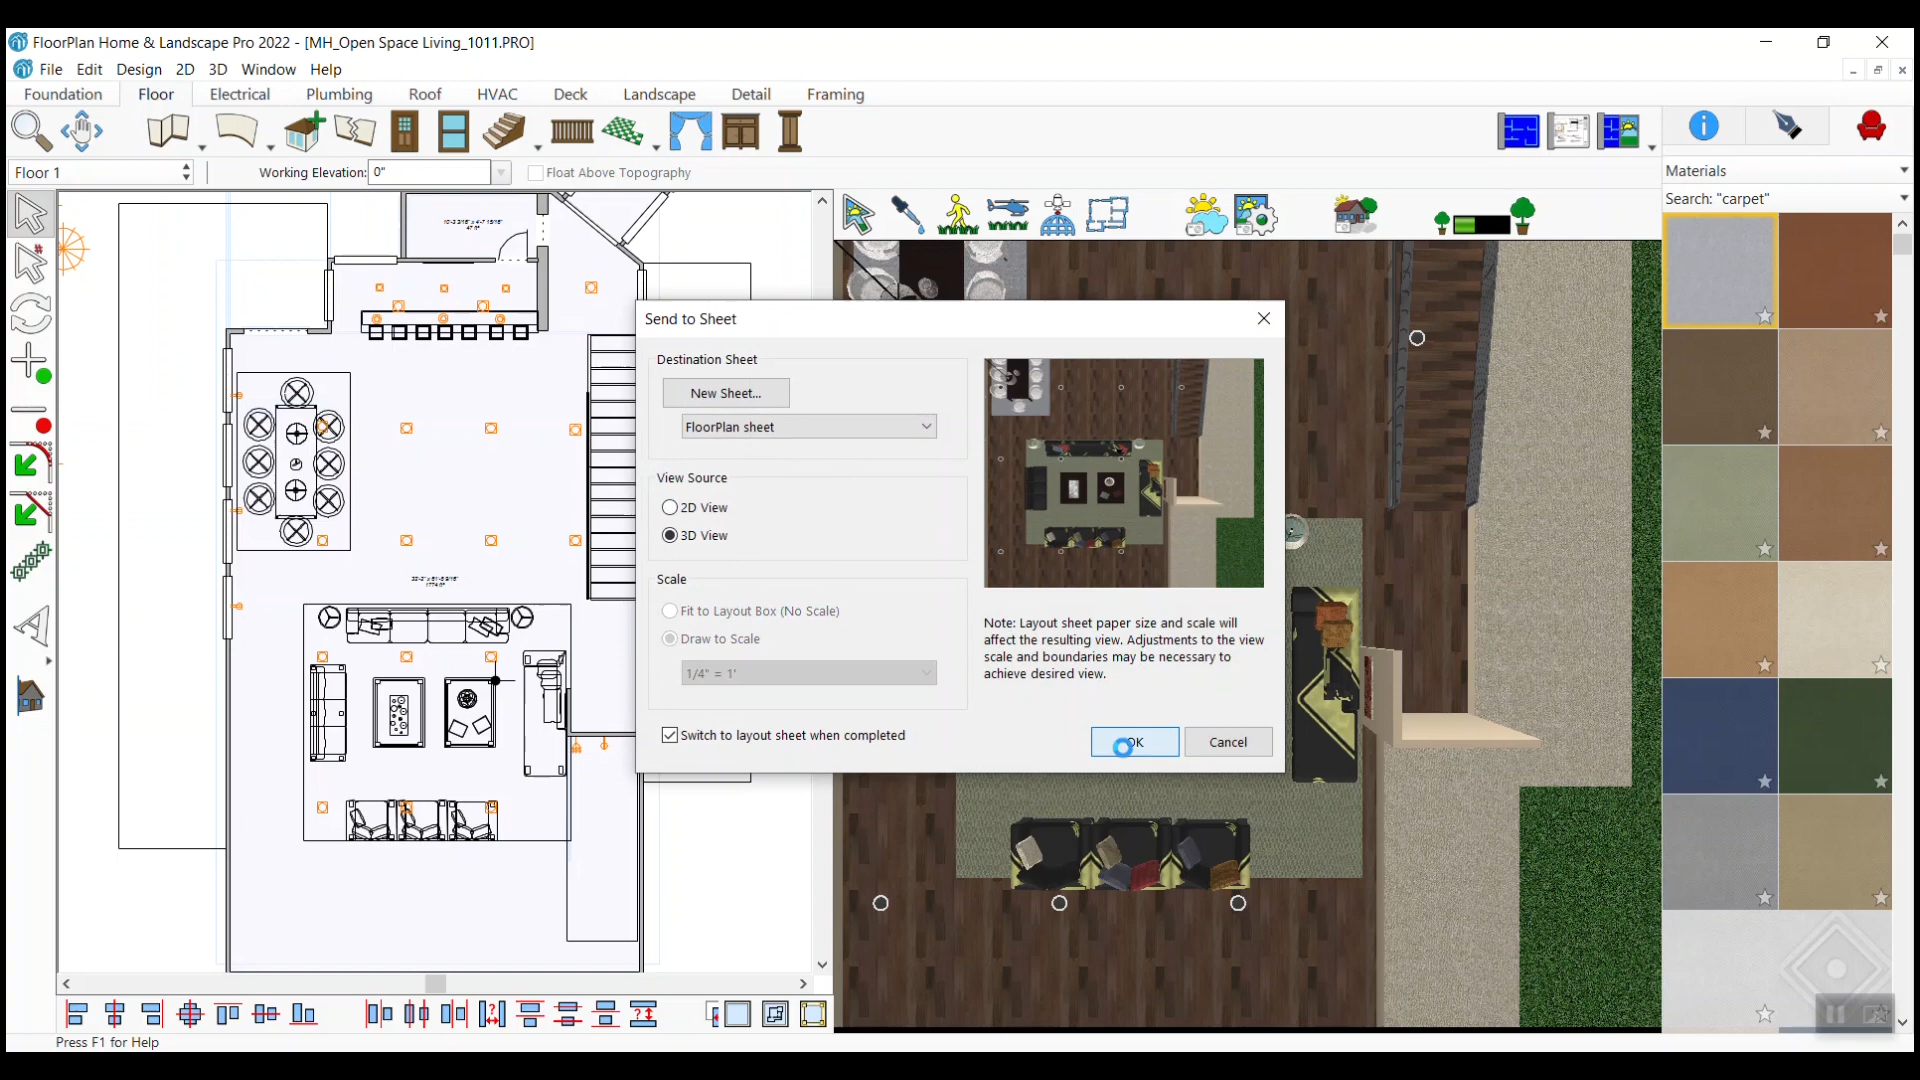 FloorPlan Home & Landscape Pro 2022 - [MH_Open Space Living_1011.PRO]
File Edit Design 2D 3D Window Help
Foundation Floor Electrical Plumbing Roof HVAC Deck Landscape Detail Framing
Floor 1 Working Elevation: 0" Float Above Topography
Materials
Search: "carpet"
Send to Sheet
Destination Sheet
New Sheet...
FloorPlan sheet
View Source
2D View
3D View
Scale
Fit to Layout Box (No Scale)
Draw to Scale
1/4" = 1'
Switch to layout sheet when completed
Note: Layout sheet paper size and scale will
affect the resulting view. Adjustments to the view
scale and boundaries may be necessary to
achieve desired view.
OK Cancel
Press F1 for Help